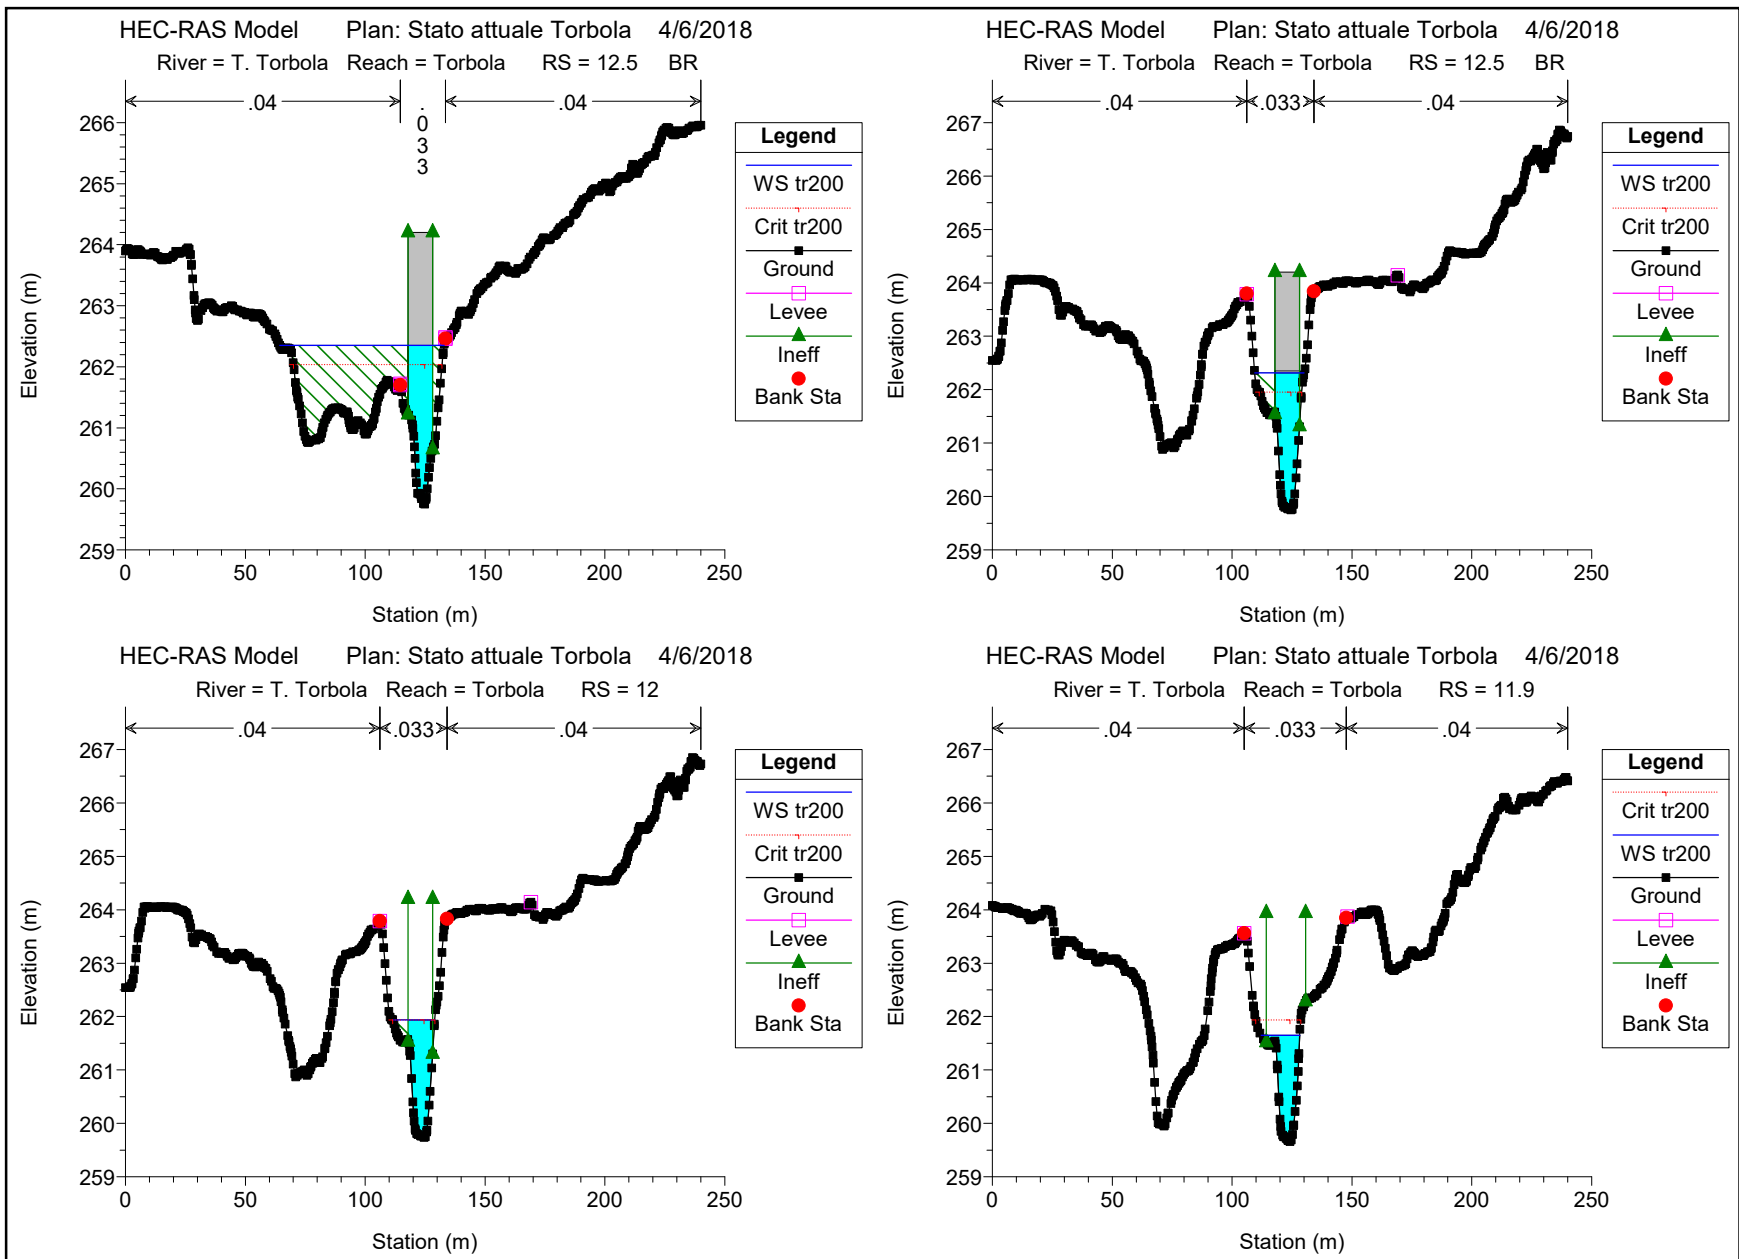 HEC-RAS Model Plan: Stato attuale Torbola 4/6/2018
River = T. Torbola Reach = Torbola RS = 12.5 BR
.04 .033 .04
266
265
264
263
262
261
260
259
0 50 100 150 200 250
Elevation (m)
Station (m)
Legend
WS tr200
Crit tr200
Ground
Levee
Ineff
Bank Sta
HEC-RAS Model Plan: Stato attuale Torbola 4/6/2018
River = T. Torbola Reach = Torbola RS = 12.5 BR
.04 .033 .04
267
266
265
264
263
262
261
260
259
0 50 100 150 200 250
Elevation (m)
Station (m)
Legend
WS tr200
Crit tr200
Ground
Levee
Ineff
Bank Sta
HEC-RAS Model Plan: Stato attuale Torbola 4/6/2018
River = T. Torbola Reach = Torbola RS = 12
.04 .033 .04
267
266
265
264
263
262
261
260
259
0 50 100 150 200 250
Elevation (m)
Station (m)
Legend
WS tr200
Crit tr200
Ground
Levee
Ineff
Bank Sta
HEC-RAS Model Plan: Stato attuale Torbola 4/6/2018
River = T. Torbola Reach = Torbola RS = 11.9
.04 .033 .04
267
266
265
264
263
262
261
260
259
0 50 100 150 200 250
Elevation (m)
Station (m)
Legend
Crit tr200
WS tr200
Ground
Levee
Ineff
Bank Sta